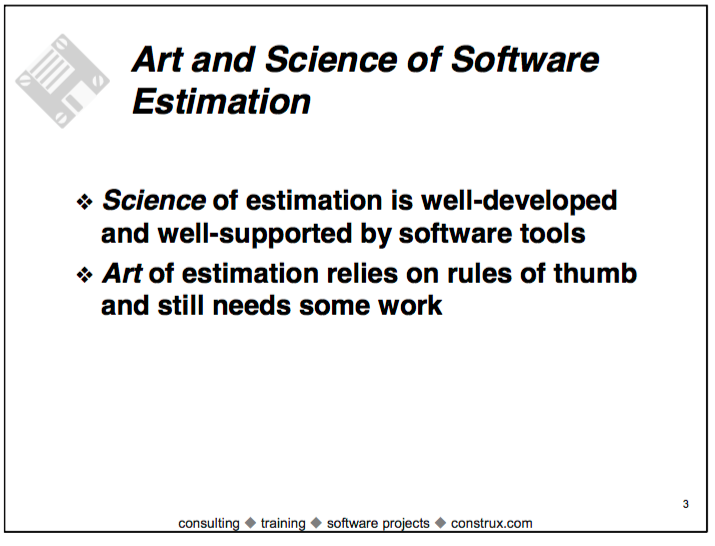 Art and Science of Software
Estimation
❖ Science of estimation is well-developed
and well-supported by software tools
❖ Art of estimation relies on rules of thumb
and still needs some work
3
consulting ◆ training ◆ software projects ◆ construx.com